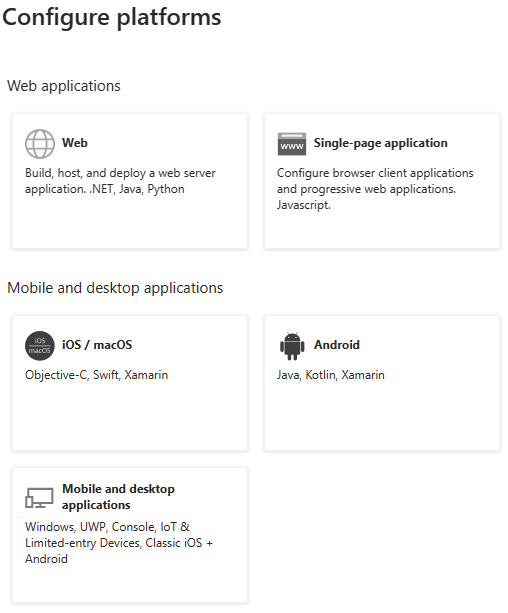 Configure platforms
Web applications
Web
Build, host, and deploy a web server
application. .NET, Java, Python
www
Single-page application
Configure browser client applications
and progressive web applications.
Javascript.
Mobile and desktop applications
iOS
macOS
iOS / macOS
Objective-C, Swift, Xamarin
Android
Java, Kotlin, Xamarin
Mobile and desktop
applications
Windows, UWP, Console, IoT &
Limited-entry Devices, Classic iOS +
Android